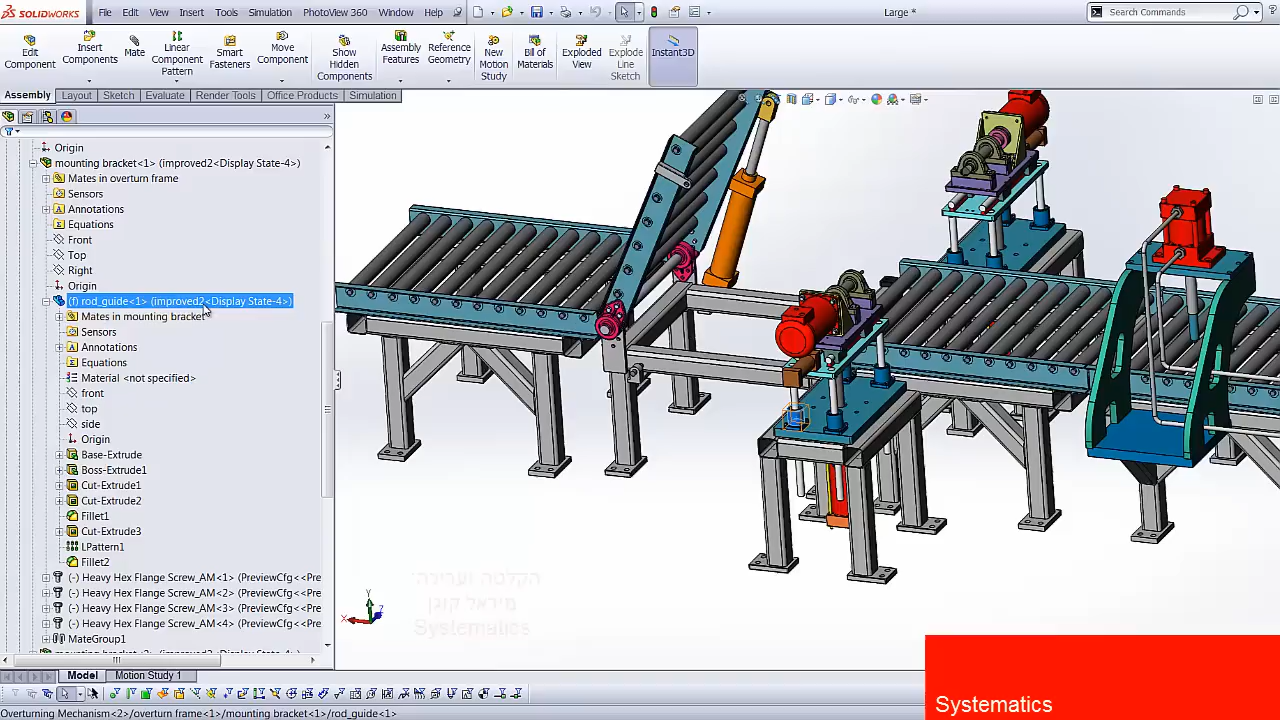 SOLIDWORKS File Edit View Insert Tools Simulation PhotoView 360 Window Help Large * Search Commands
Edit Component Insert Components Mate Linear Component Pattern Smart Fasteners Move Component Show Hidden Components Assembly Features Reference Geometry New Motion Study Bill of Materials Exploded View Explode Line Sketch Instant3D
Assembly Layout Sketch Evaluate Render Tools Office Products Simulation
Origin
mounting bracket<1> (improved2<Display State-4>)
Mates in overturn frame
Sensors
Annotations
Equations
Front
Top
Right
Origin
(f) rod_guide<1> (improved2<Display State-4>)
Mates in mounting bracket
Sensors
Annotations
Equations
Material <not specified>
front
top
side
Origin
Base-Extrude
Boss-Extrude1
Cut-Extrude1
Cut-Extrude2
Fillet1
Cut-Extrude3
LPattern1
Fillet2
(-) Heavy Hex Flange Screw_AM<1> (PreviewCfg<<Pre
(-) Heavy Hex Flange Screw_AM<2> (PreviewCfg<<Pre
(-) Heavy Hex Flange Screw_AM<3> (PreviewCfg<<Pre
(-) Heavy Hex Flange Screw_AM<4> (PreviewCfg<<Pre
MateGroup1
Y
X
Z
הקלטה ועריכה:
מיראל קוגן
Systematics
Model Motion Study 1
Systematics
Overturning Mechanism<2>/overturn frame<1>/mounting bracket<1>/rod_guide<1>